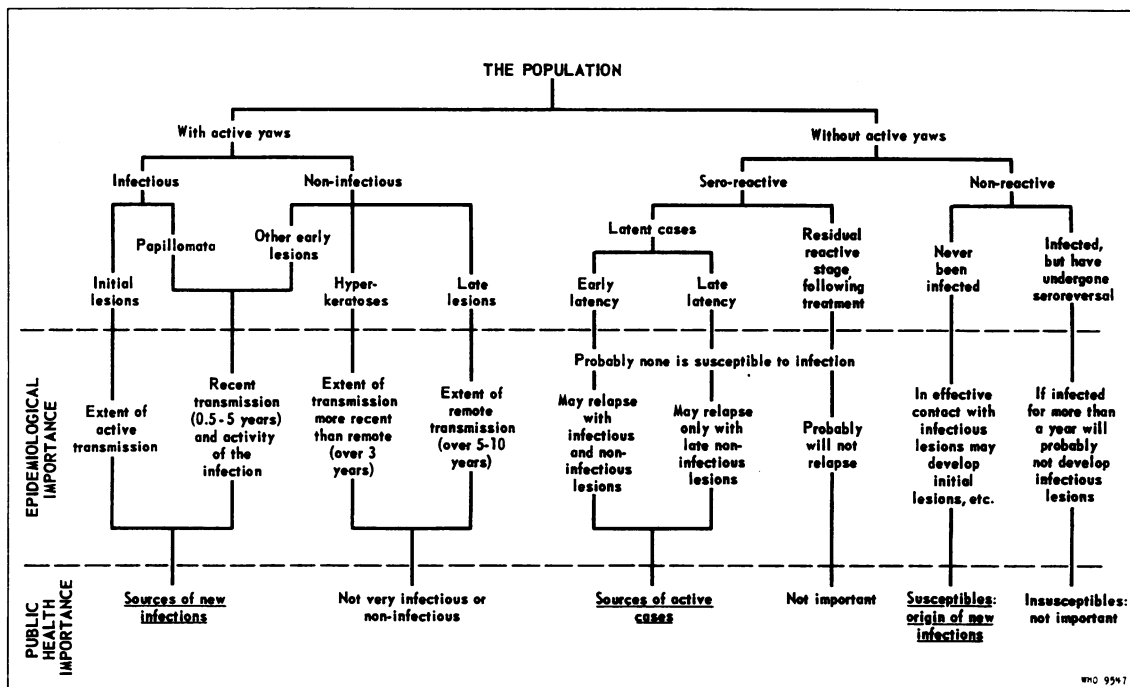 THE POPULATION
With active yaws
Without active yaws
Infectious
Non-infectious
Sero-reactive
Non-reactive
Papillomata
Other early
lesions
Latent cases
Residual
reactive
stage,
following
treatment
Never
been
infected
Infected,
but have
undergone
seroreversal
Initial
lesions
Hyper-
keratoses
Late
lesions
Early
latency
Late
latency
EPIDEMIOLOGICAL
IMPORTANCE
Probably none is susceptible to infection
Extent of
active
transmission
Recent
transmission
(0.5-5 years)
and activity
of the
infection
Extent of
transmission
more recent
than remote
(over 3
years)
Extent of
remote
transmission
(over 5-10
years)
May relapse
with
infectious
and non-
infectious
lesions
May relapse
only with
late non-
infectious
lesions
Probably
will not
relapse
In effective
contact with
infectious
lesions may
develop
initial
lesions, etc.
If infected
for more than
a year will
probably
not develop
infectious
lesions
PUBLIC
HEALTH
IMPORTANCE
Sources of new
infections
Not very infectious or
non-infectious
Sources of active
cases
Not important
Susceptibles:
origin of new
infections
Insusceptibles:
not important
WHO 9547